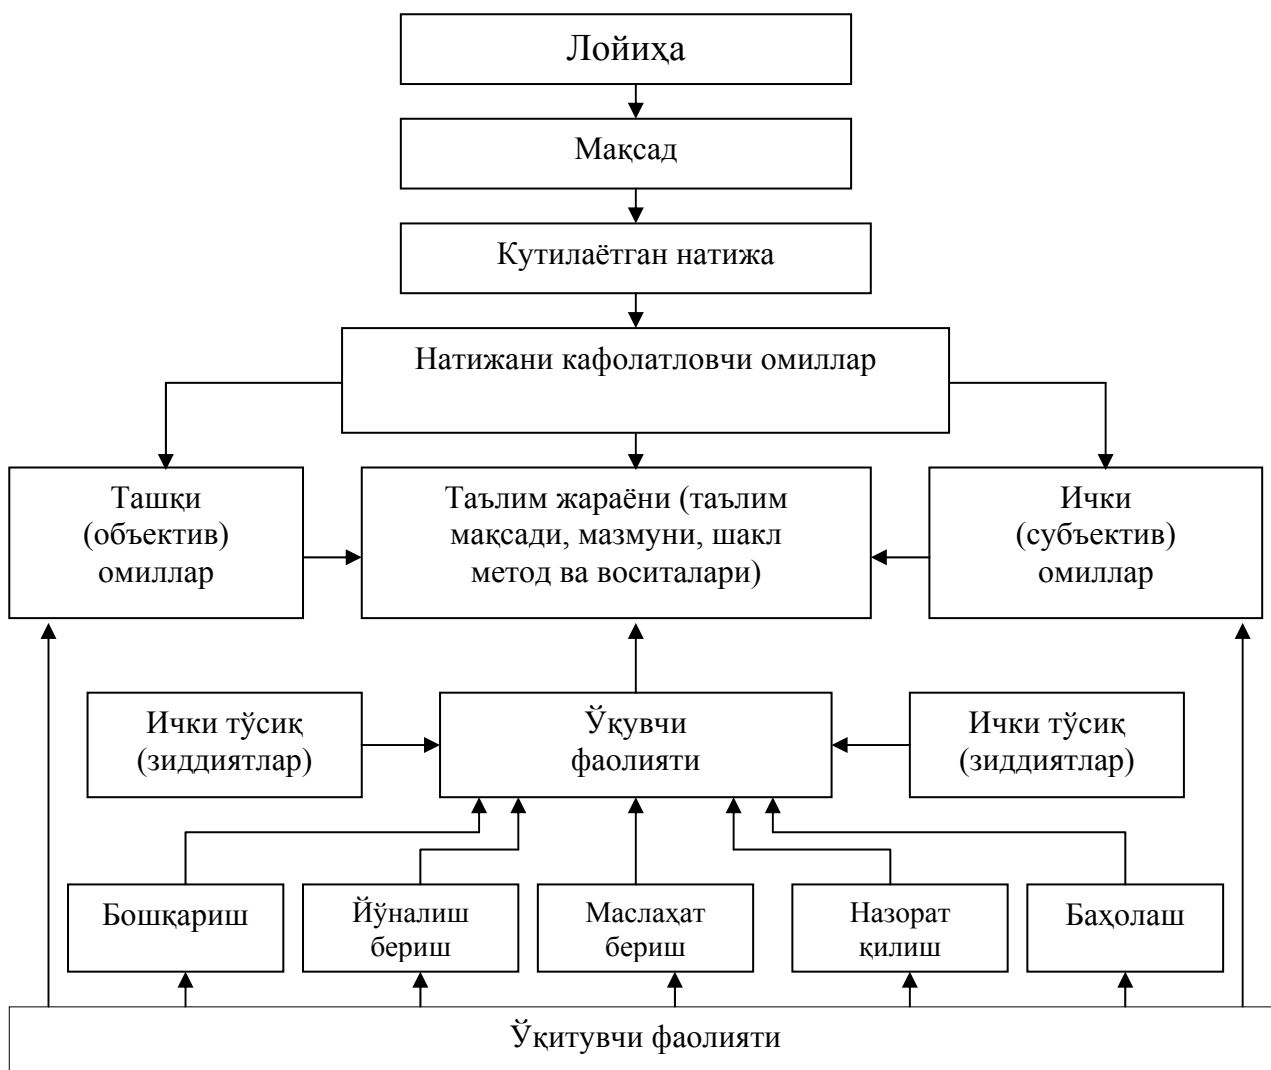 Лойиҳа
Мақсад
Кутилаётган натижа
Натижани кафолатловчи омиллар
Ташқи
(объектив)
омиллар
Таълим жараёни (таълим
мақсади, мазмуни, шакл
метод ва воситалари)
Ички
(субъектив)
омиллар
Ички тўсиқ
(зиддиятлар)
Ўқувчи
фаолияти
Ички тўсиқ
(зиддиятлар)
Бошқариш
Йўналиш
бериш
Маслаҳат
бериш
Назорат
қилиш
Баҳолаш
Ўқитувчи фаолияти